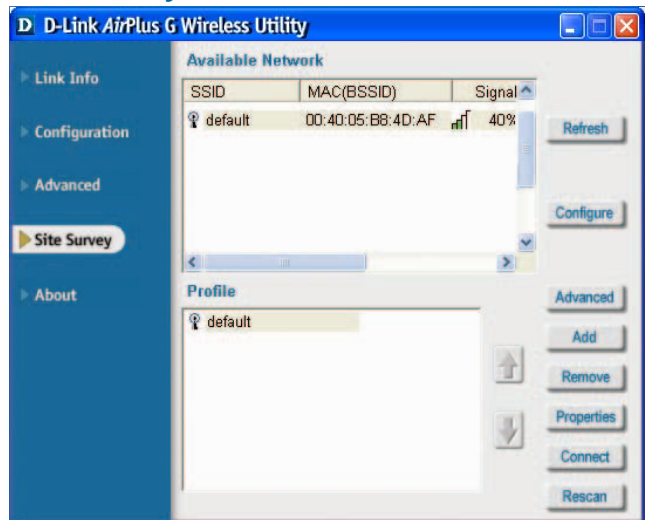 D D-Link AirPlus G Wireless Utility
Link Info
Configuration
Advanced
Site Survey
About
Available Network
SSID MAC(BSSID) Signal
default 00:40:05:B8:4D:AF 40%
Refresh
Configure
Profile
default
Advanced
Add
Remove
Properties
Connect
Rescan